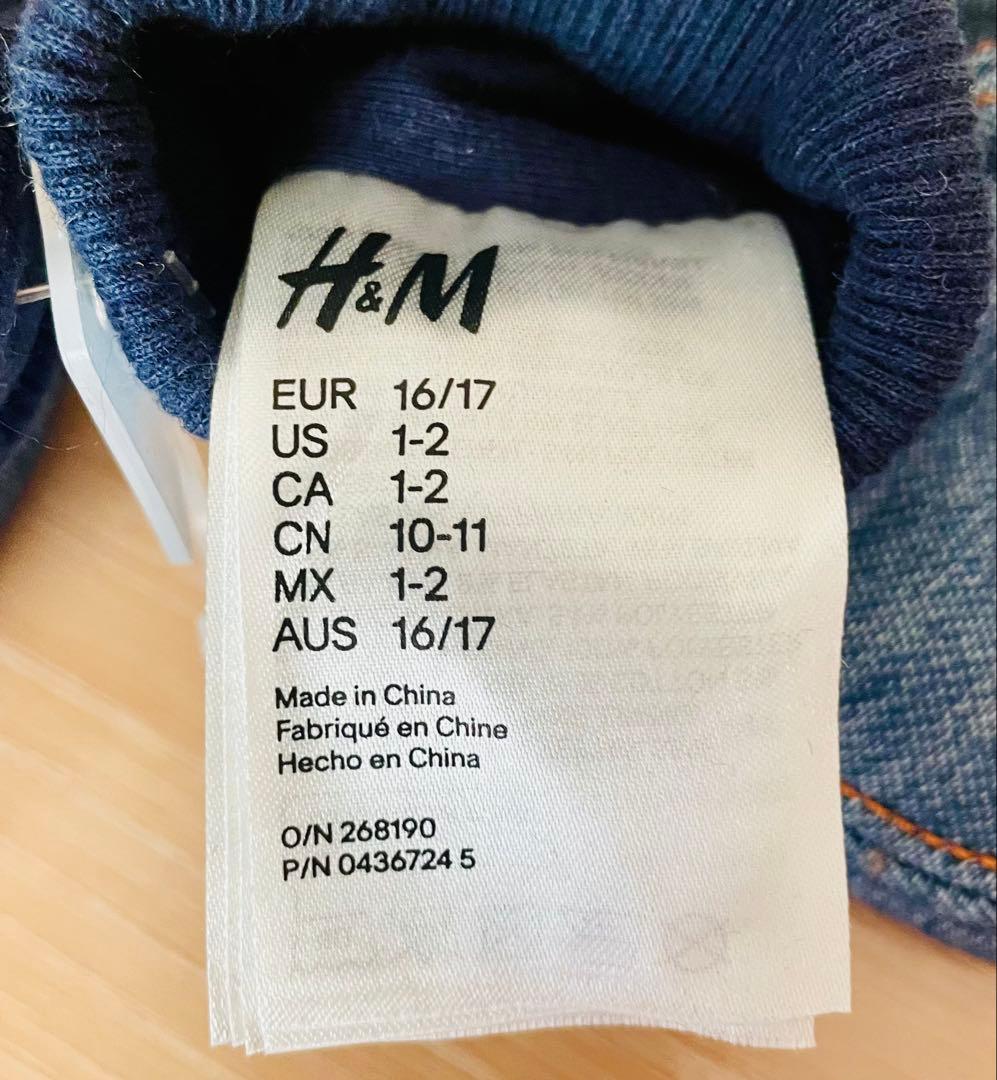 H&M
EUR 16/17
US 1-2
CA 1-2
CN 10-11
MX 1-2
AUS 16/17
Made in China
Fabriqué en Chine
Hecho en China
O/N 268190
P/N 0436724 5